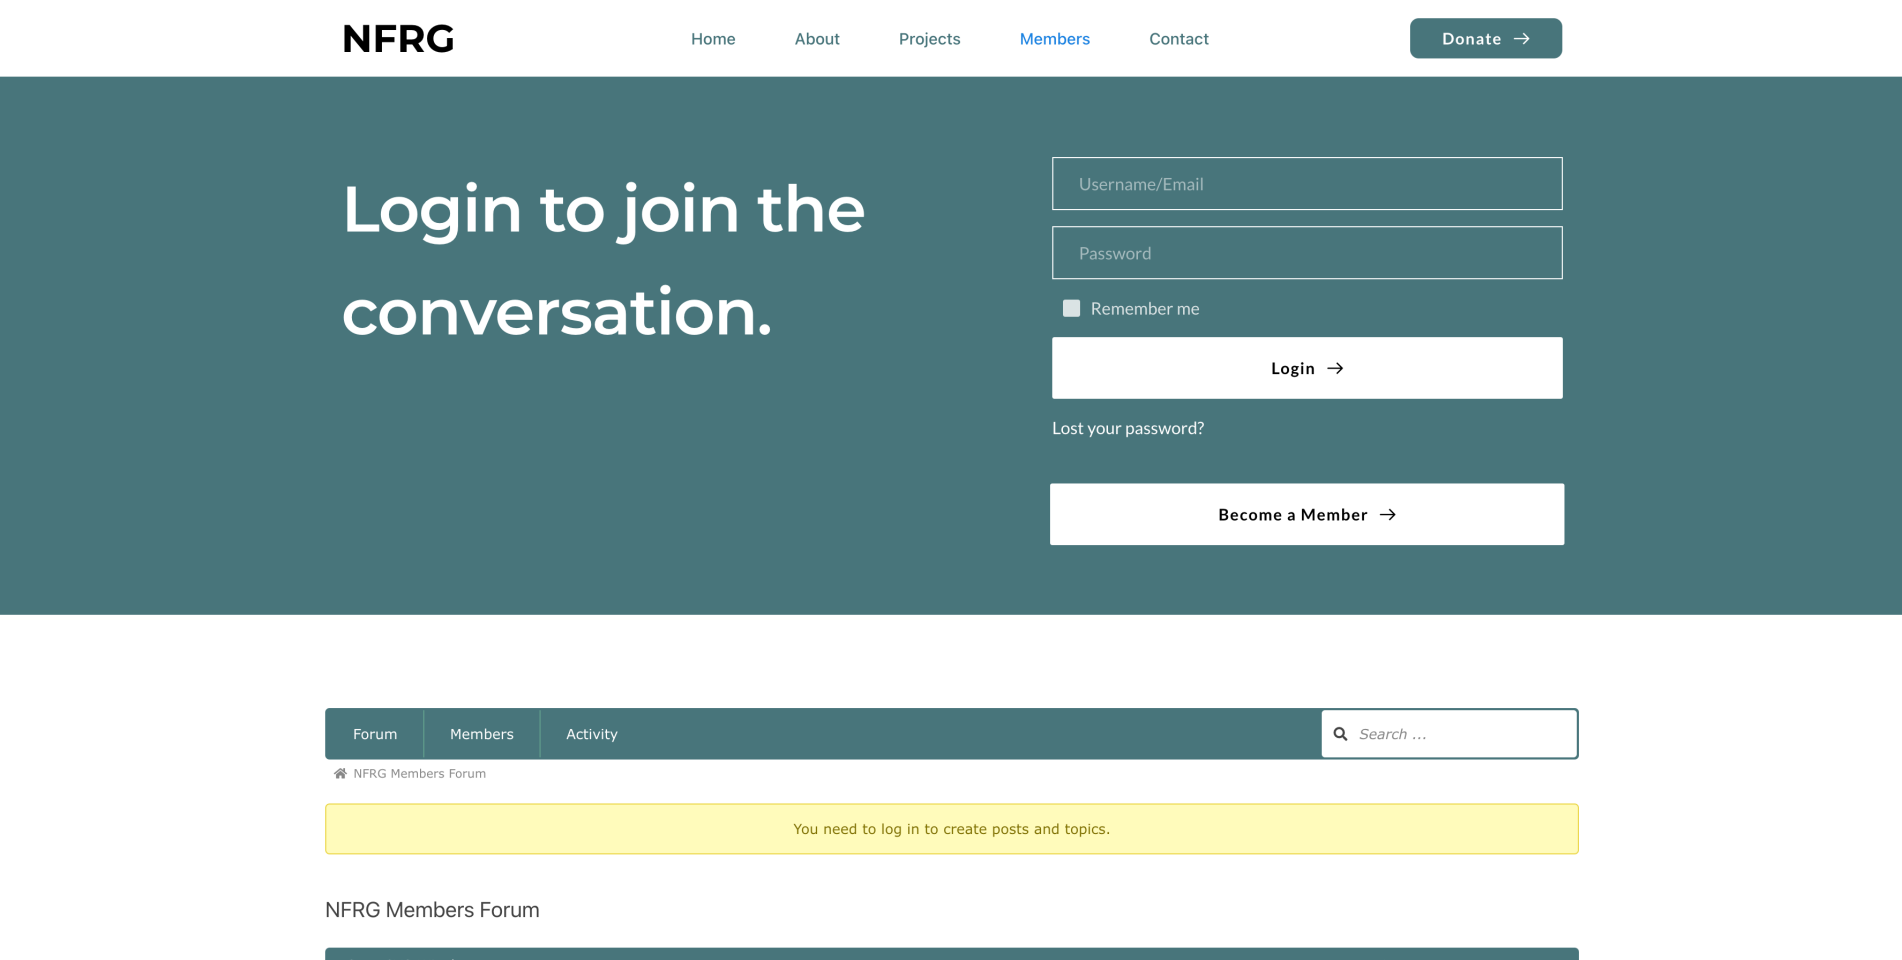 NFRG
Home
About
Projects
Members
Contact
Donate →
Login to join the
conversation.
Username/Email
Password
Remember me
Login →
Lost your password?
Become a Member →
Forum
Members
Activity
Search ...
NFRG Members Forum
You need to log in to create posts and topics.
NFRG Members Forum